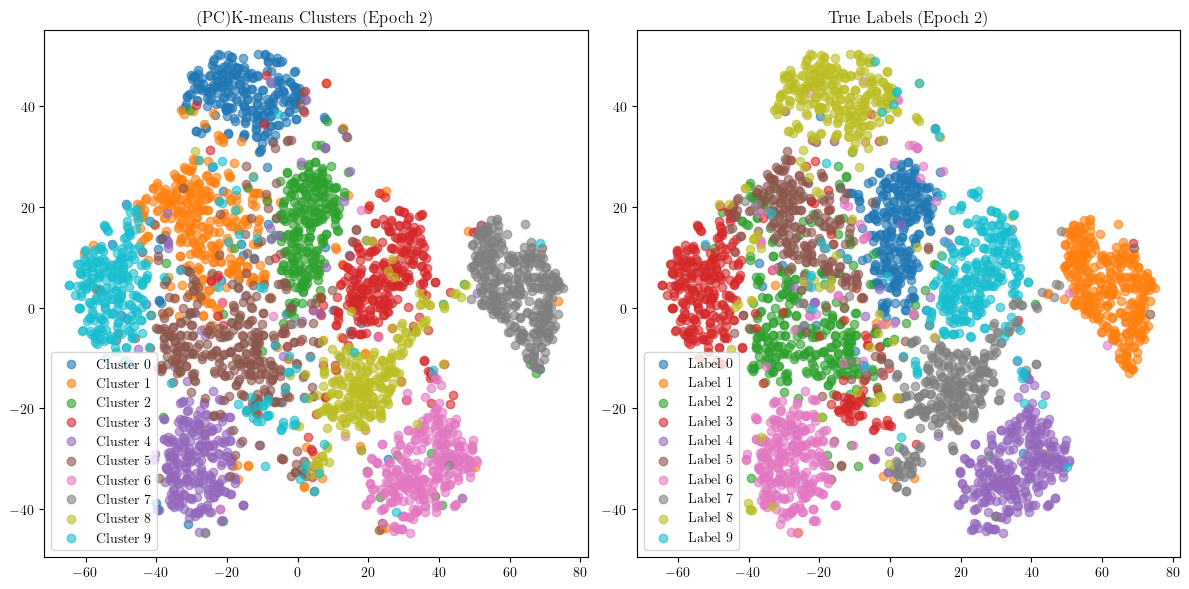 (PC)K-means Clusters (Epoch 2)
40
20
0
−20
−40
−60
−40
−20
0
20
40
60
80
Cluster 0
Cluster 1
Cluster 2
Cluster 3
Cluster 4
Cluster 5
Cluster 6
Cluster 7
Cluster 8
Cluster 9
True Labels (Epoch 2)
40
20
0
−20
−40
−60
−40
−20
0
20
40
60
80
Label 0
Label 1
Label 2
Label 3
Label 4
Label 5
Label 6
Label 7
Label 8
Label 9